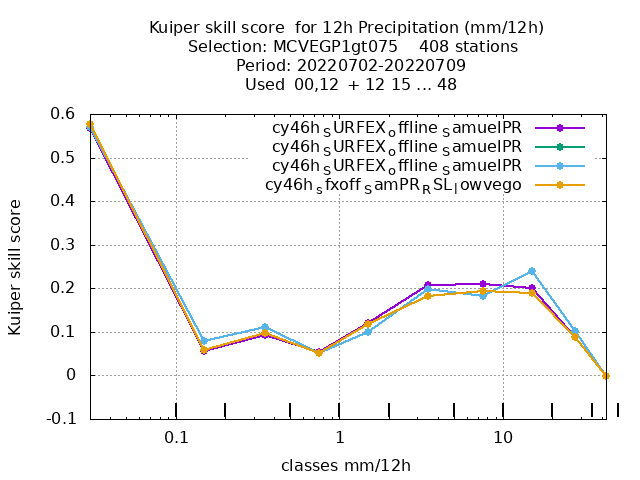 Kuiper skill score  for 12h Precipitation (mm/12h)
Selection: MCVEGP1gt075    408 stations
Period: 20220702-20220709
Used  00,12  + 12 15 ... 48
cy46h_SURFEX_offline_SamuelPR
cy46h_SURFEX_offline_SamuelPR
cy46h_SURFEX_offline_SamuelPR
cy46h_sfxoff_SamPR_RSL_lowvego
0.6
0.5
0.4
0.3
0.2
0.1
0
-0.1
Kuiper skill score
0.1 1 10
classes mm/12h